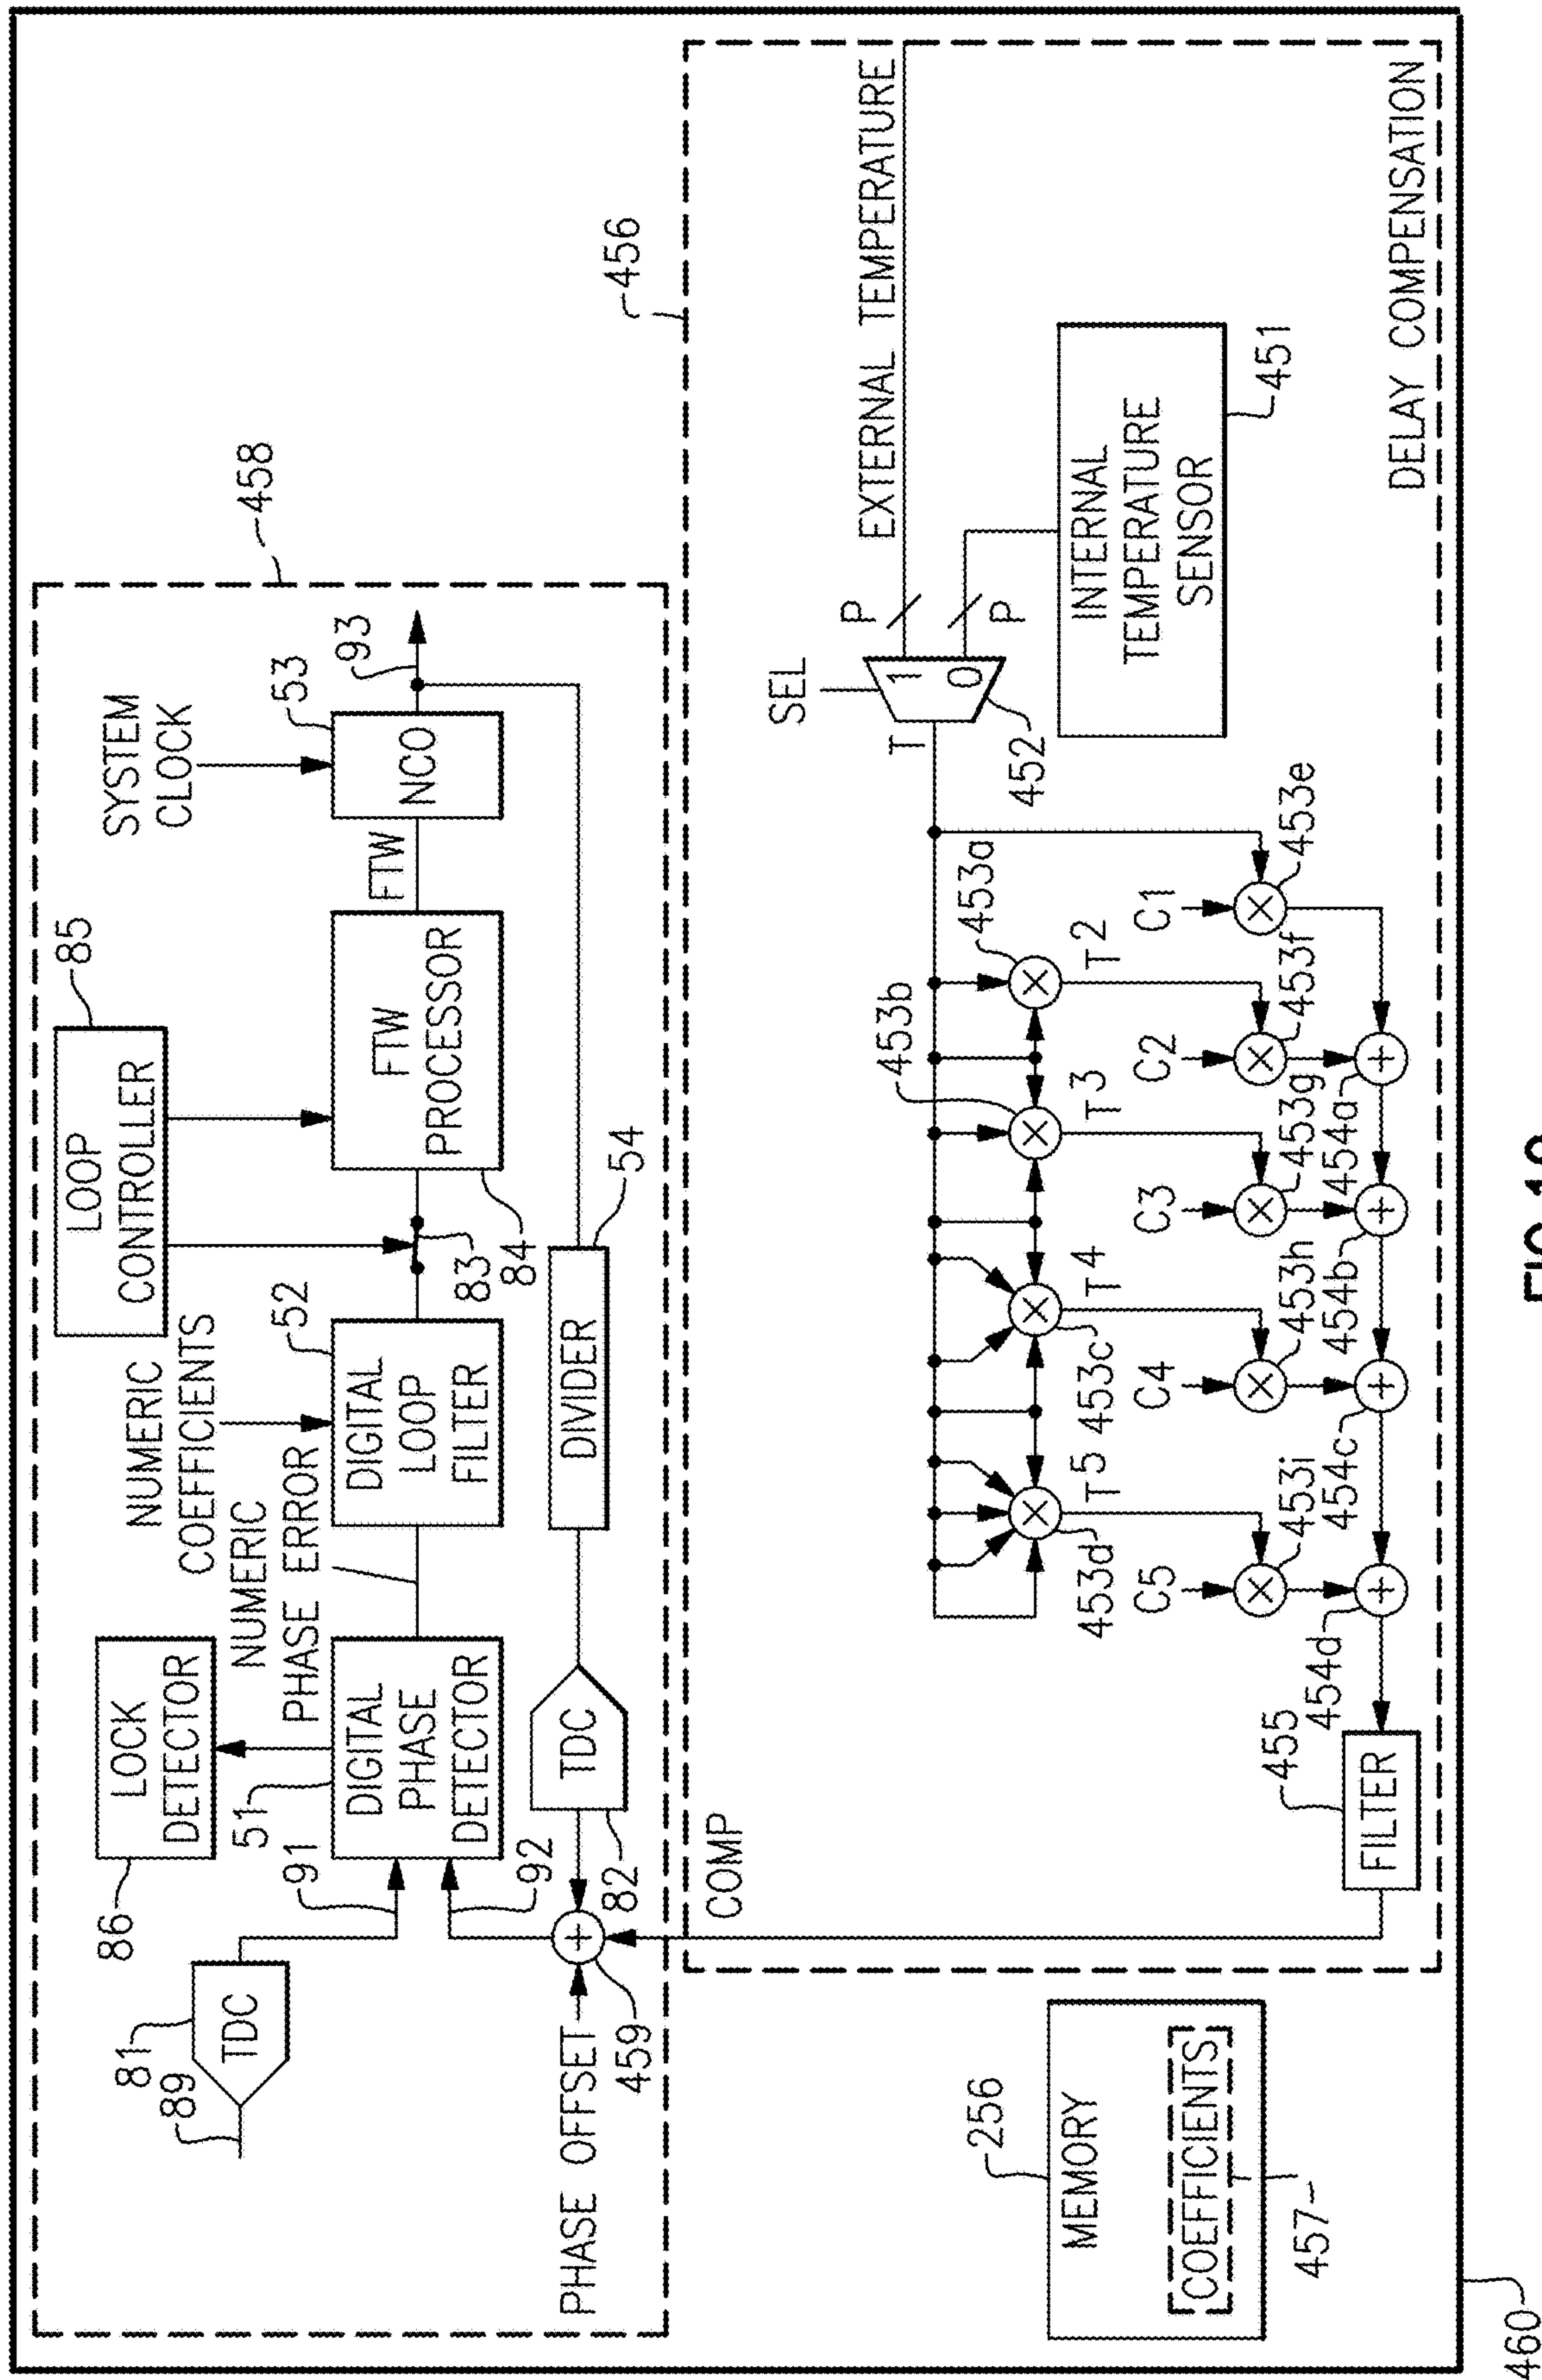 458
81
89
TDC
86
LOCK
DETECTOR
NUMERIC
COEFFICIENTS
NUMERIC
PHASE ERROR
LOOP
CONTROLLER
85
SYSTEM
CLOCK
51
91
DIGITAL
PHASE
DETECTOR
92
52
DIGITAL
LOOP
FILTER
83
84
FTW
PROCESSOR
FTW
53
NCO
93
PHASE OFFSET
+
459
82
TDC
DIVIDER
54
456
COMP
SEL
EXTERNAL TEMPERATURE
P
1
0
P
T
452
INTERNAL
TEMPERATURE
SENSOR
451
453b
453a
453d
T5
453c
T4
T3
T2
C5
453i
C4
453h
C3
453g
C2
453f
C1
453e
454d
454c
454b
454a
455
FILTER
DELAY COMPENSATION
256
MEMORY
COEFFICIENTS
457
460